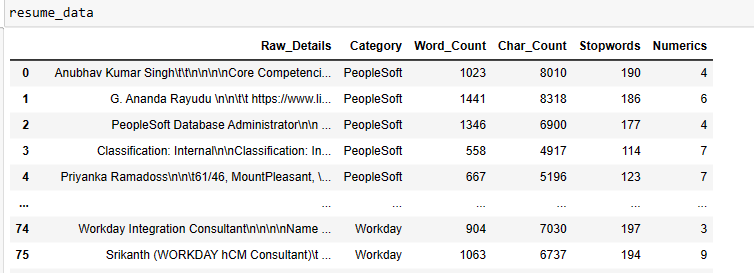 resume_data
Raw_Details Category Word_Count Char_Count Stopwords Numerics
0 Anubhav Kumar Singh\t\t\n\n\n\nCore Competenci... PeopleSoft 1023 8010 190 4
1 G. Ananda Rayudu \n\n\t\t https://www.li... PeopleSoft 1441 8318 186 6
2 PeopleSoft Database Administrator\n\n ... PeopleSoft 1346 6900 177 4
3 Classification: Internal\n\nClassification: In... PeopleSoft 558 4917 114 7
4 Priyanka Ramadoss\n\n\t61/46, MountPleasant, \... PeopleSoft 667 5196 123 7
... ... ... ... ... ... ...
74 Workday Integration Consultant\n\n\n\nName ... Workday 904 7030 197 3
75 Srikanth (WORKDAY hCM Consultant)\t ... Workday 1063 6737 194 9